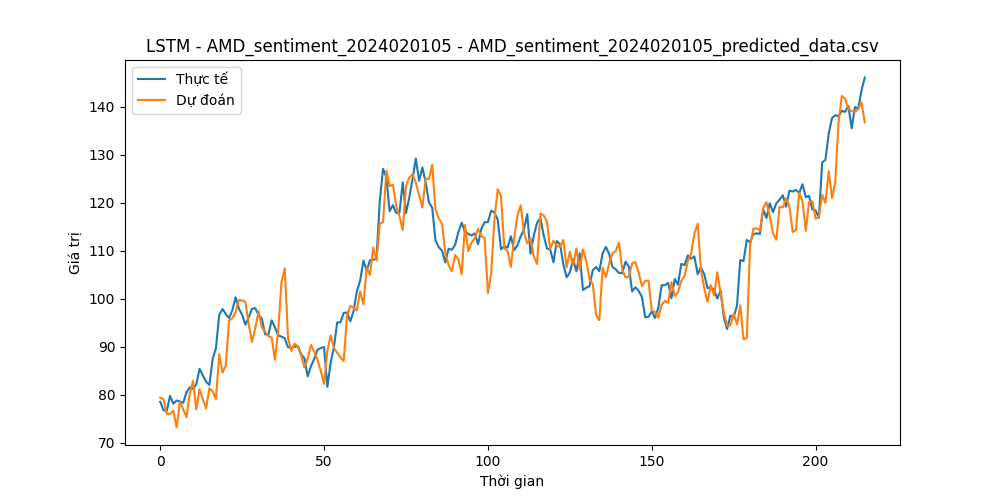 LSTM - AMD_sentiment_2024020105 - AMD_sentiment_2024020105_predicted_data.csv
Thực tế
Dự đoán
Giá trị
140
130
120
110
100
90
80
70
0
50
100
150
200
Thời gian